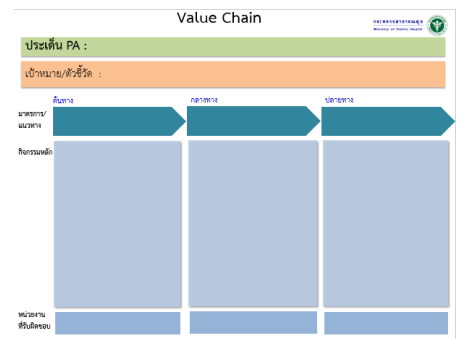 Value Chain
กระทรวงสาธารณสุข
Ministry of Public Health
ประเด็น PA :
เป้าหมาย/ตัวชี้วัด :
ต้นทาง
กลางทาง
ปลายทาง
มาตรการ/
แนวทาง
กิจกรรมหลัก
หน่วยงาน
ที่รับผิดชอบ